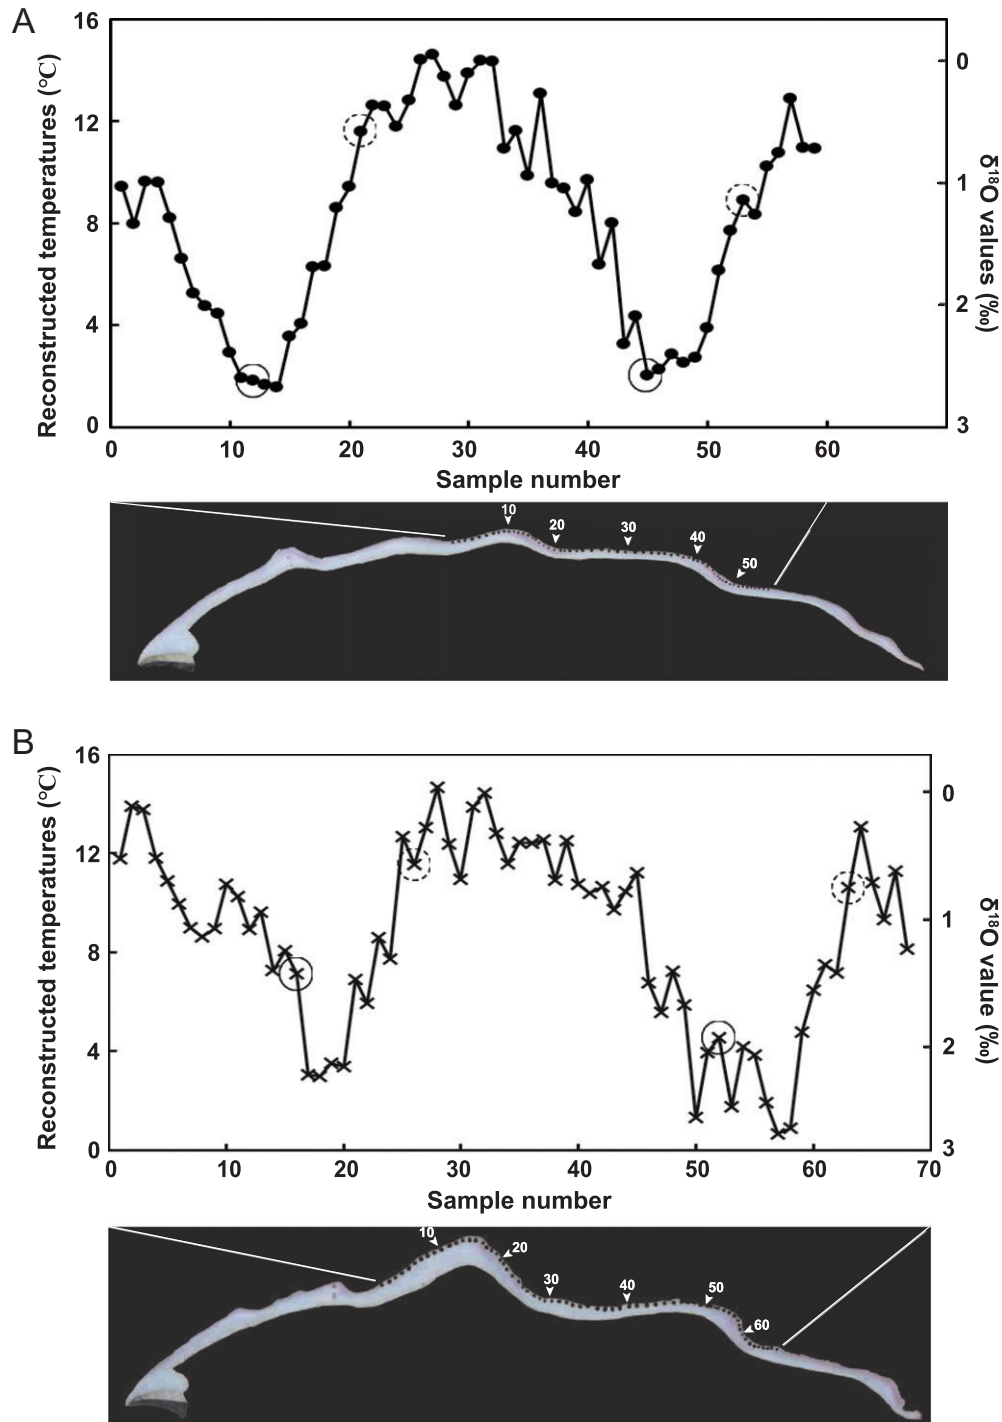 A
16
12
8
4
0
Reconstructed temperatures (℃)
0
1
2
3
δ18O values (‰)
0 10 20 30 40 50 60
Sample number
10
20
30
40
50
B
16
12
8
4
0
Reconstructed temperatures (℃)
0
1
2
3
δ18O value (‰)
0 10 20 30 40 50 60 70
Sample number
10
20
30
40
50
60